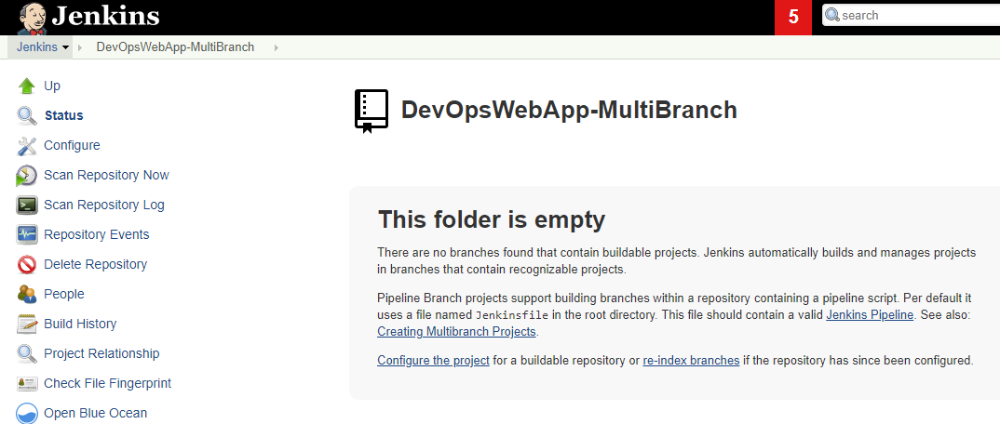 Jenkins
5
search
Jenkins
DevOpsWebApp-MultiBranch
Up
Status
Configure
Scan Repository Now
Scan Repository Log
Repository Events
Delete Repository
People
Build History
Project Relationship
Check File Fingerprint
Open Blue Ocean
DevOpsWebApp-MultiBranch
This folder is empty
There are no branches found that contain buildable projects. Jenkins automatically builds and manages projects
in branches that contain recognizable projects.
Pipeline Branch projects support building branches within a repository containing a pipeline script. Per default it
uses a file named Jenkinsfile in the root directory. This file should contain a valid Jenkins Pipeline. See also:
Creating Multibranch Projects.
Configure the project for a buildable repository or re-index branches if the repository has since been configured.